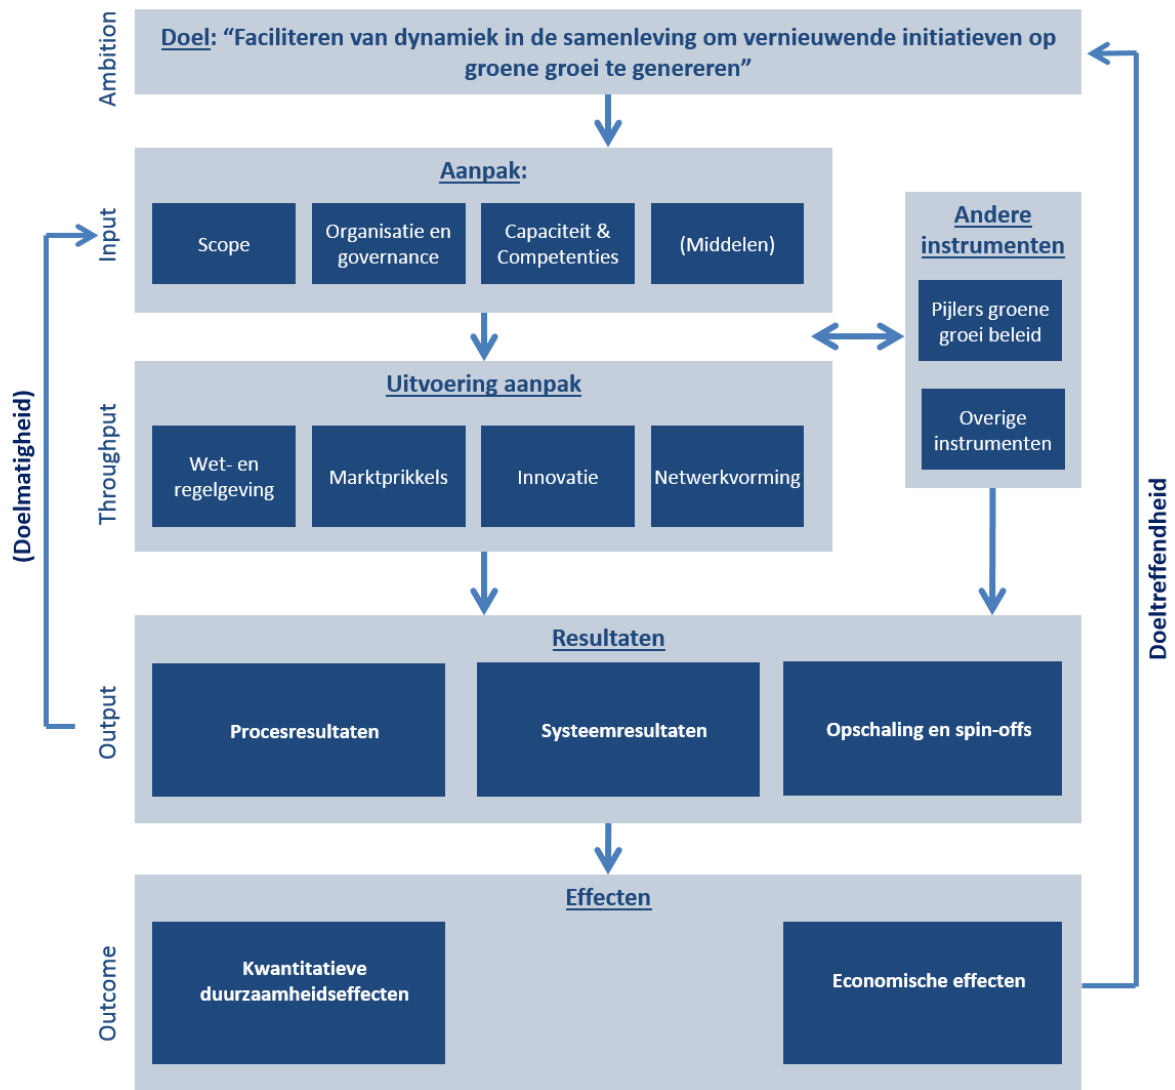 Ambition
Doel: “Faciliteren van dynamiek in de samenleving om vernieuwende initiatieven op
groene groei te genereren”
Input
Aanpak:
Scope
Organisatie en
governance
Capaciteit &
Competenties
(Middelen)
Andere
instrumenten
Pijlers groene
groei beleid
Overige
instrumenten
Throughput
Uitvoering aanpak
Wet- en
regelgeving
Marktprikkels
Innovatie
Netwerkvorming
(Doelmatigheid)
Doeltreffendheid
Output
Resultaten
Procesresultaten
Systeemresultaten
Opschaling en spin-offs
Outcome
Effecten
Kwantitatieve
duurzaamheidseffecten
Economische effecten